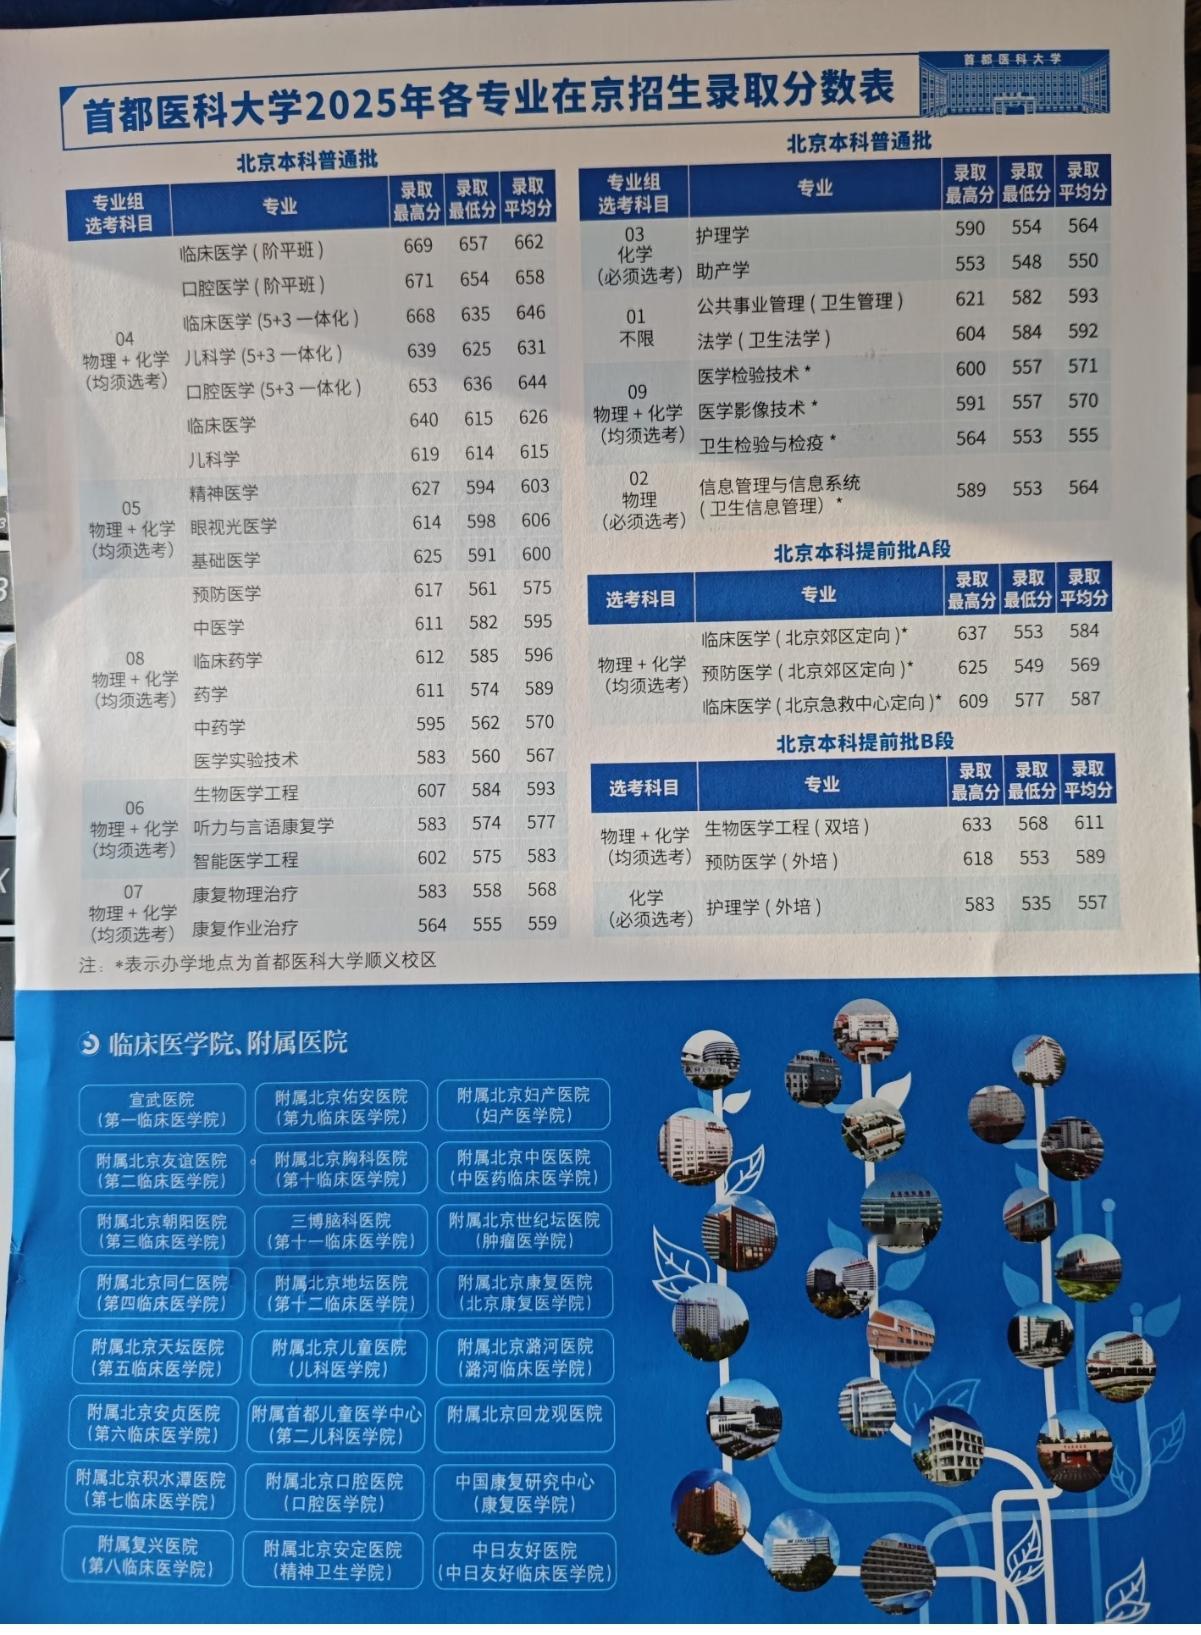 首都医科大学2025年各专业在京招生录取分数表
首都医科大学
北京本科普通批
专业组
选考科目
专业
录取
最高分
录取
最低分
录取
平均分
04
物理 + 化学
(均须选考)
临床医学 ( 阶平班 ) 669 657 662
口腔医学 ( 阶平班 ) 671 654 658
临床医学 (5+3 一体化 ) 668 635 646
儿科学 (5+3 一体化 ) 639 625 631
口腔医学 (5+3 一体化 ) 653 636 644
临床医学 640 615 626
儿科学 619 614 615
05
物理 + 化学
(均须选考)
精神医学 627 594 603
眼视光医学 614 598 606
基础医学 625 591 600
08
物理 + 化学
(均须选考)
预防医学 617 561 575
中医学 611 582 595
临床药学 612 585 596
药学 611 574 589
中药学 595 562 570
医学实验技术 583 560 567
06
物理 + 化学
(均须选考)
生物医学工程 607 584 593
听力与言语康复学 583 574 577
智能医学工程 602 575 583
07
物理 + 化学
(均须选考)
康复物理治疗 583 558 568
康复作业治疗 564 555 559
注：*表示办学地点为首都医科大学顺义校区
北京本科普通批
专业组
选考科目
专业
录取
最高分
录取
最低分
录取
平均分
03
化学
(必须选考)
护理学 590 554 564
助产学 553 548 550
01
不限
公共事业管理 ( 卫生管理 ) 621 582 593
法学 ( 卫生法学 ) 604 584 592
09
物理 + 化学
(均须选考)
医学检验技术 * 600 557 571
医学影像技术 * 591 557 570
卫生检验与检疫 * 564 553 555
02
物理
(必须选考)
信息管理与信息系统
( 卫生信息管理) * 589 553 564
北京本科提前批A段
选考科目
专业
录取
最高分
录取
最低分
录取
平均分
物理 + 化学
(均须选考)
临床医学 ( 北京郊区定向 )* 637 553 584
预防医学 ( 北京郊区定向 )* 625 549 569
临床医学 ( 北京急救中心定向 )* 609 577 587
北京本科提前批B段
选考科目
专业
录取
最高分
录取
最低分
录取
平均分
物理 + 化学
(均须选考)
生物医学工程 ( 双培 ) 633 568 611
预防医学 ( 外培 ) 618 553 589
化学
(必须选考)
护理学 ( 外培 ) 583 535 557
临床医学院、附属医院
宣武医院
(第一临床医学院)
附属北京佑安医院
(第九临床医学院)
附属北京妇产医院
(妇产医学院)
附属北京友谊医院
(第二临床医学院)
附属北京胸科医院
(第十临床医学院)
附属北京中医医院
(中医药临床医学院)
附属北京朝阳医院
(第三临床医学院)
三博脑科医院
(第十一临床医学院)
附属北京世纪坛医院
(肿瘤医学院)
附属北京同仁医院
(第四临床医学院)
附属北京地坛医院
(第十二临床医学院)
附属北京康复医院
(北京康复医学院)
附属北京天坛医院
(第五临床医学院)
附属北京儿童医院
(儿科医学院)
附属北京潞河医院
(潞河临床医学院)
附属北京安贞医院
(第六临床医学院)
附属首都儿童医学中心
(第二儿科医学院)
附属北京回龙观医院
附属北京积水潭医院
(第七临床医学院)
附属北京口腔医院
(口腔医学院)
中国康复研究中心
(康复医学院)
附属复兴医院
(第八临床医学院)
附属北京安定医院
(精神卫生学院)
中日友好医院
(中日友好临床医学院)